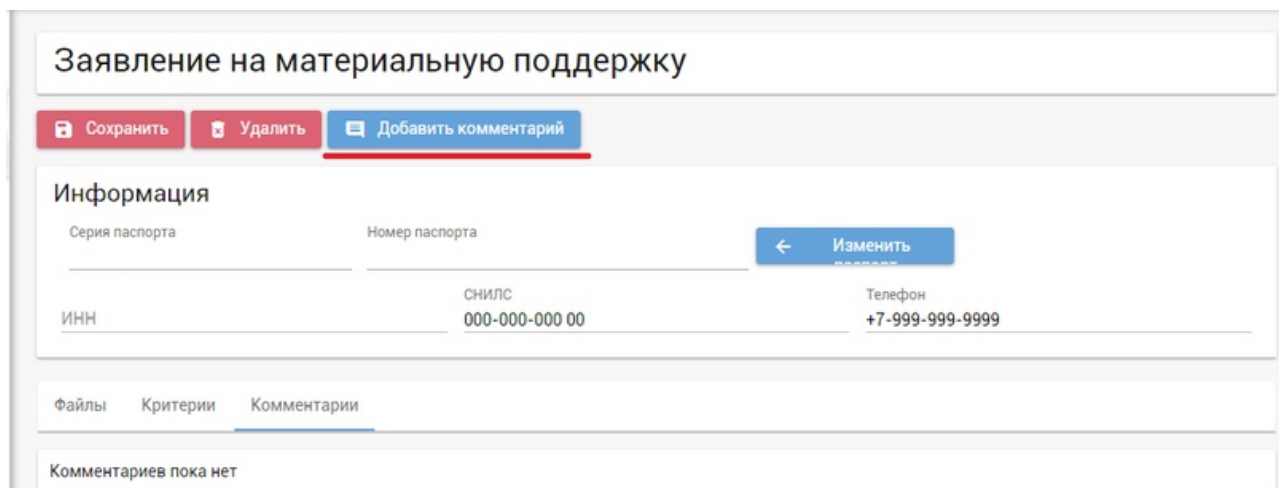 Заявление на материальную поддержку
Сохранить Удалить Добавить комментарий
Информация
Серия паспорта Номер паспорта
Изменить
СНИЛС Телефон
ИНН 000-000-000 00 +7-999-999-9999
Файлы Критерии Комментарии
Комментариев пока нет